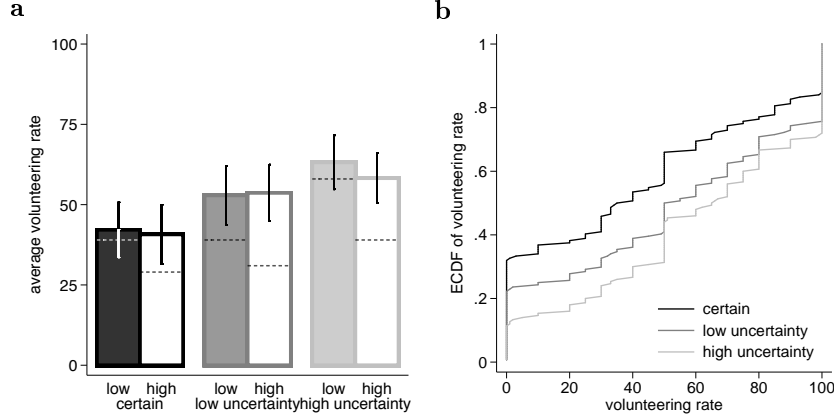 a
100
75
50
25
0
average volunteering rate
low high low high low high
certain low uncertainty high uncertainty
b
1
.8
.6
.4
.2
0
ECDF of volunteering rate
certain
low uncertainty
high uncertainty
0 20 40 60 80 100
volunteering rate